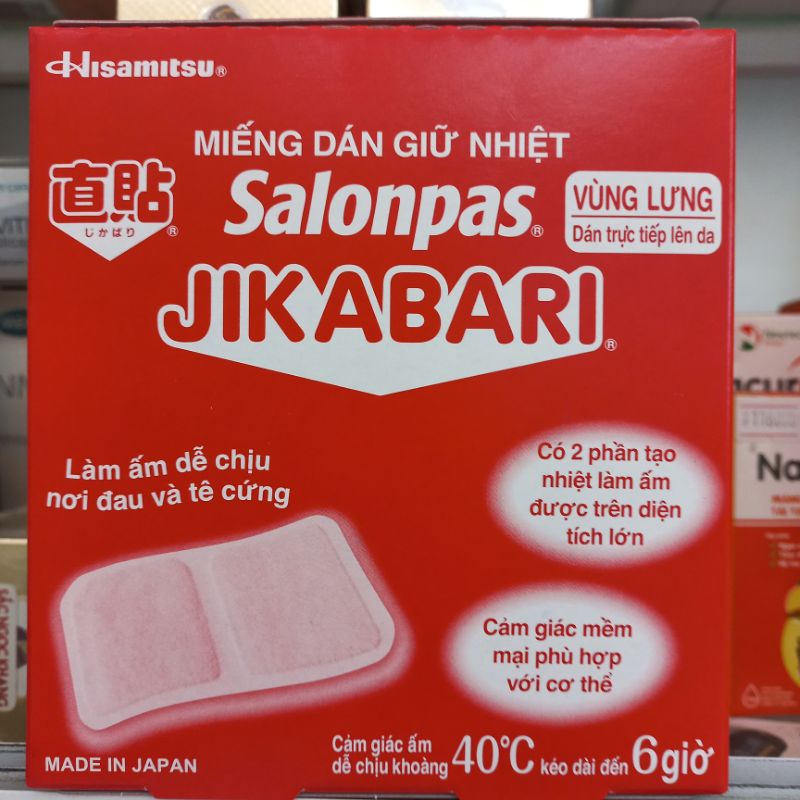 Hisamitsu®
MIẾNG DÁN GIỮ NHIỆT
直貼
じかばり ®
Salonpas®
VÙNG LƯNG
Dán trực tiếp lên da
JIKABARI®
Làm ấm dễ chịu
nơi đau và tê cứng
Có 2 phần tạo
nhiệt làm ấm
được trên diện
tích lớn
Cảm giác mềm
mại phù hợp
với cơ thể
MADE IN JAPAN
Cảm giác ấm
dễ chịu khoảng 40°C kéo dài đến 6 giờ
Na